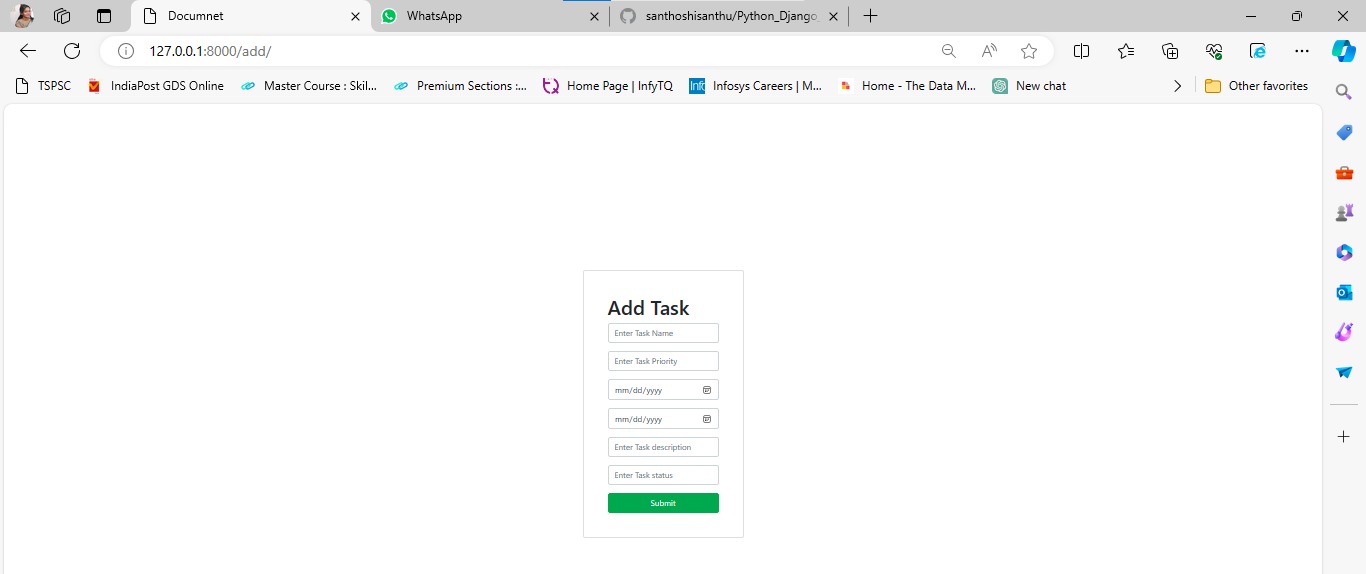 Documnet
WhatsApp
santhoshisanthu/Python_Django
127.0.0.1:8000/add/
TSPSC
IndiaPost GDS Online
Master Course : Skil...
Premium Sections :...
Home Page | InfyTQ
Infosys Careers | M...
Home - The Data M...
New chat
Other favorites
Add Task
Enter Task Name
Enter Task Priority
mm/dd/yyyy
mm/dd/yyyy
Enter Task description
Enter Task status
Submit